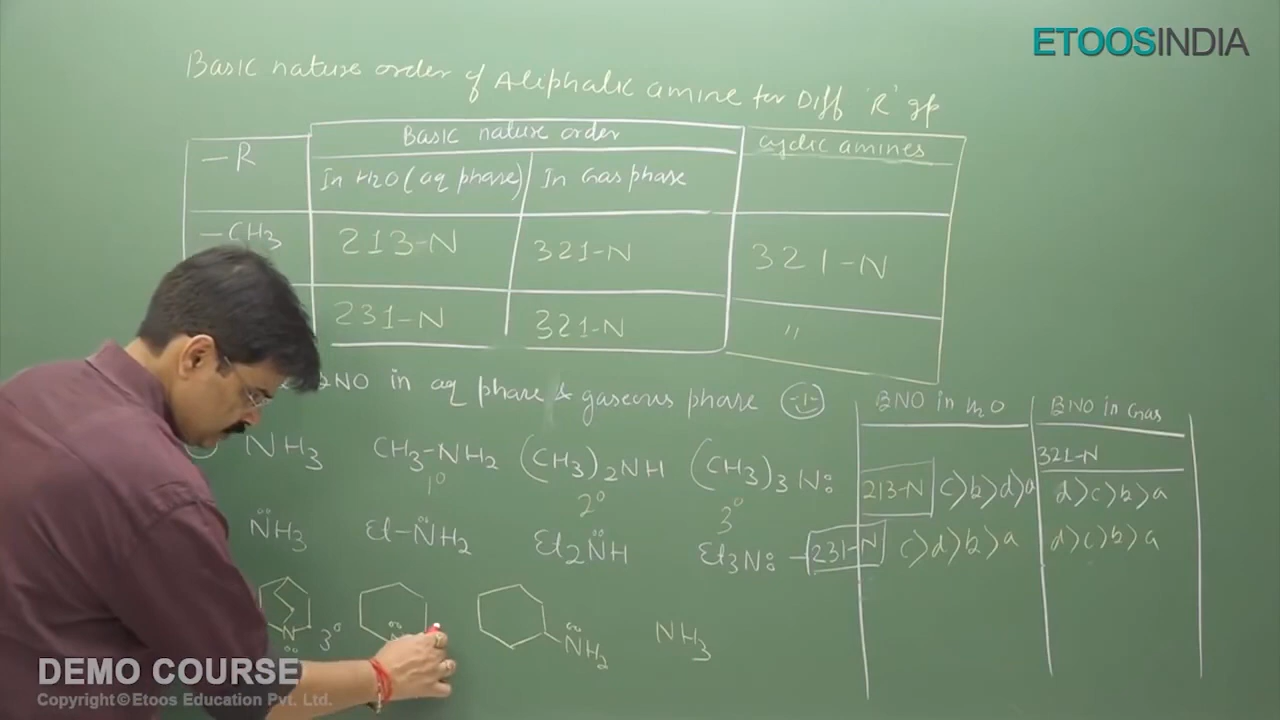 ETOOSINDIA
Basic nature order of Aliphatic amine for Diff 'R' gp
—R
Basic nature order
cyclic amines
In H2O (aq phase)
In Gas phase
—CH3
213-N
321-N
321-N
231-N
321-N
"
BNO in aq phase & gaseous phase
BNO in H2O
BNO in Gas
321-N
NH3
CH3-NH2
(CH3)2NH
(CH3)3N:
1°
2°
3°
213-N
c>b>d>a
d>c>b>a
NH3
Et-NH2
Et2NH
Et3N:
231-N
c>d>b>a
d>c>b>a
N
3°
NH2
NH3
DEMO COURSE
Copyright © Etoos Education Pvt. Ltd.